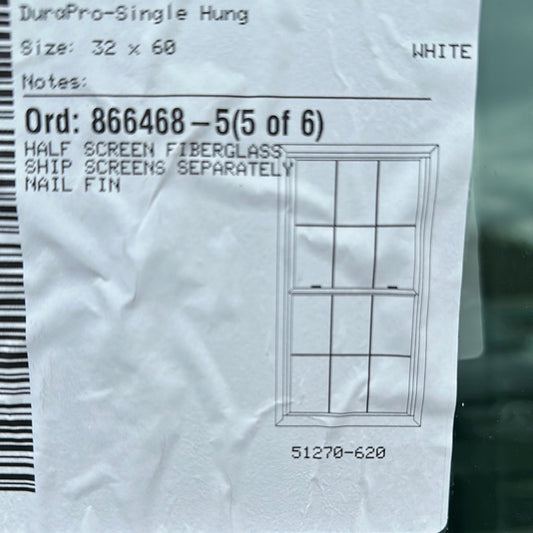 DuraPro-Single Hung
Size: 32 x 60
WHITE
Notes:
Ord: 866468-5(5 of 6)
HALF SCREEN FIBERGLASS
SHIP SCREENS SEPARATELY
NAIL FIN
51270-620